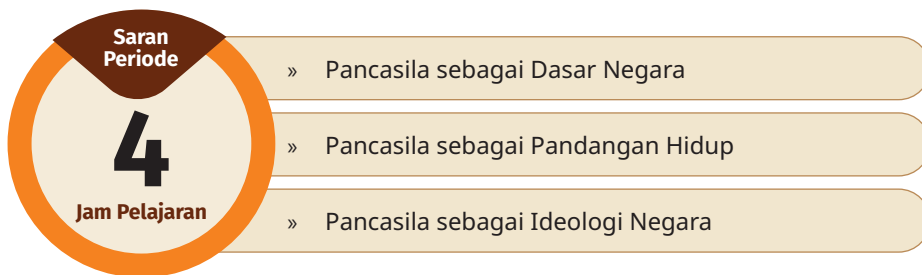 Saran
Periode
4
Jam Pelajaran
» Pancasila sebagai Dasar Negara
» Pancasila sebagai Pandangan Hidup
» Pancasila sebagai Ideologi Negara